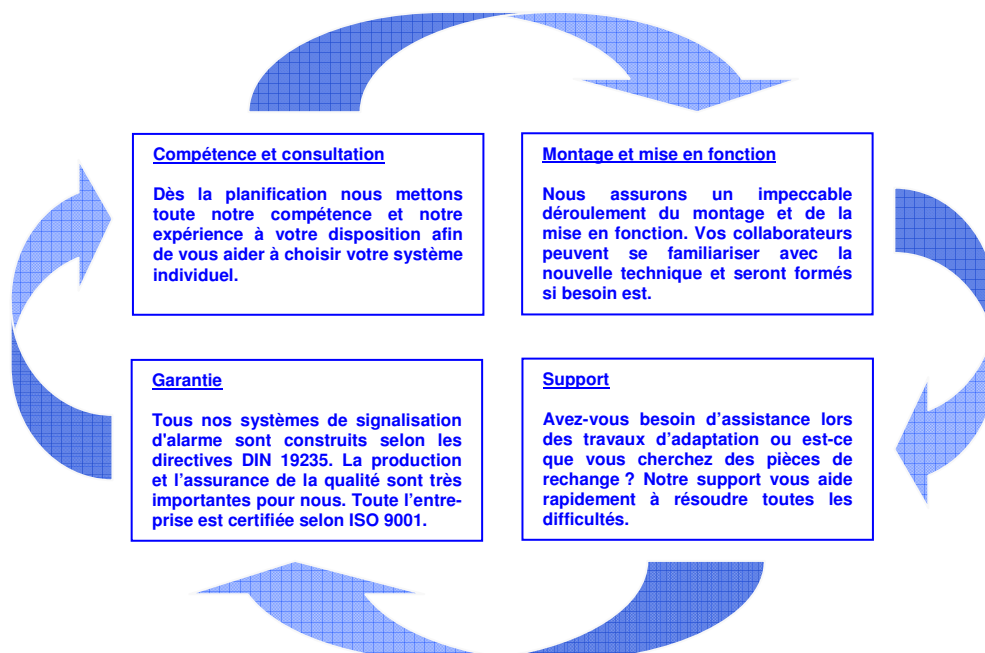 Compétence et consultation
Dès la planification nous mettons
toute notre compétence et notre
expérience à votre disposition afin
de vous aider à choisir votre système
individuel.
Montage et mise en fonction
Nous assurons un impeccable
déroulement du montage et de la
mise en fonction. Vos collaborateurs
peuvent se familiariser avec la
nouvelle technique et seront formés
si besoin est.
Garantie
Tous nos systèmes de signalisation
d'alarme sont construits selon les
directives DIN 19235. La production
et l’assurance de la qualité sont très
importantes pour nous. Toute l’entre-
prise est certifiée selon ISO 9001.
Support
Avez-vous besoin d’assistance lors
des travaux d’adaptation ou est-ce
que vous cherchez des pièces de
rechange ? Notre support vous aide
rapidement à résoudre toutes les
difficultés.